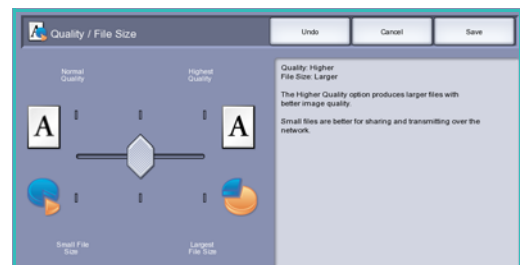 Quality / File Size
Undo
Cancel
Save
Normal
Quality
Highest
Quality
A
A
Small File
Size
Largest
File Size
Quality: Higher
File Size: Larger
The Higher Quality option produces larger files with
better image quality.
Small files are better for sharing and transmitting over the
network.